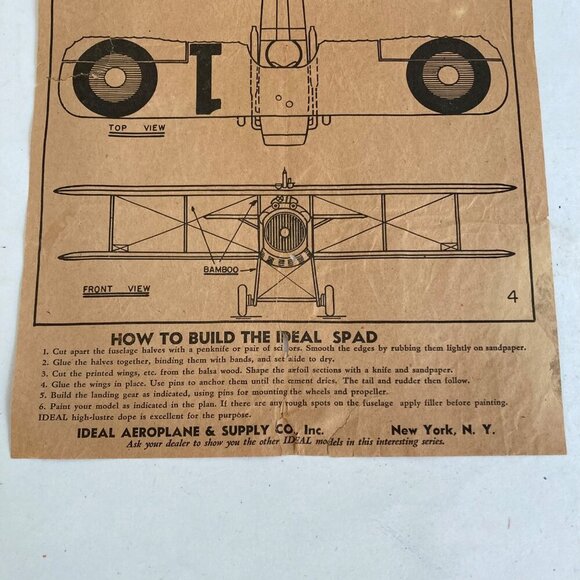 1
TOP VIEW
BAMBOO
FRONT VIEW
4
HOW TO BUILD THE IDEAL SPAD
1. Cut apart the fuselage halves with a penknife or pair of scissors. Smooth the edges by rubbing them lightly on sandpaper.
2. Glue the halves together, binding them with bands, and set aside to dry.
3. Cut the printed wings, etc. from the balsa wood. Shape the airfoil sections with a knife and sandpaper.
4. Glue the wings in place. Use pins to anchor them until the cement dries. The tail and rudder then follow.
5. Build the landing gear as indicated, using pins for mounting the wheels and propeller.
6. Paint your model as indicated in the plan. If there are any rough spots on the fuselage apply filler before painting.
IDEAL high-lustre dope is excellent for the purpose.
IDEAL AEROPLANE & SUPPLY CO., Inc. New York, N. Y.
Ask your dealer to show you the other IDEAL models in this interesting series.